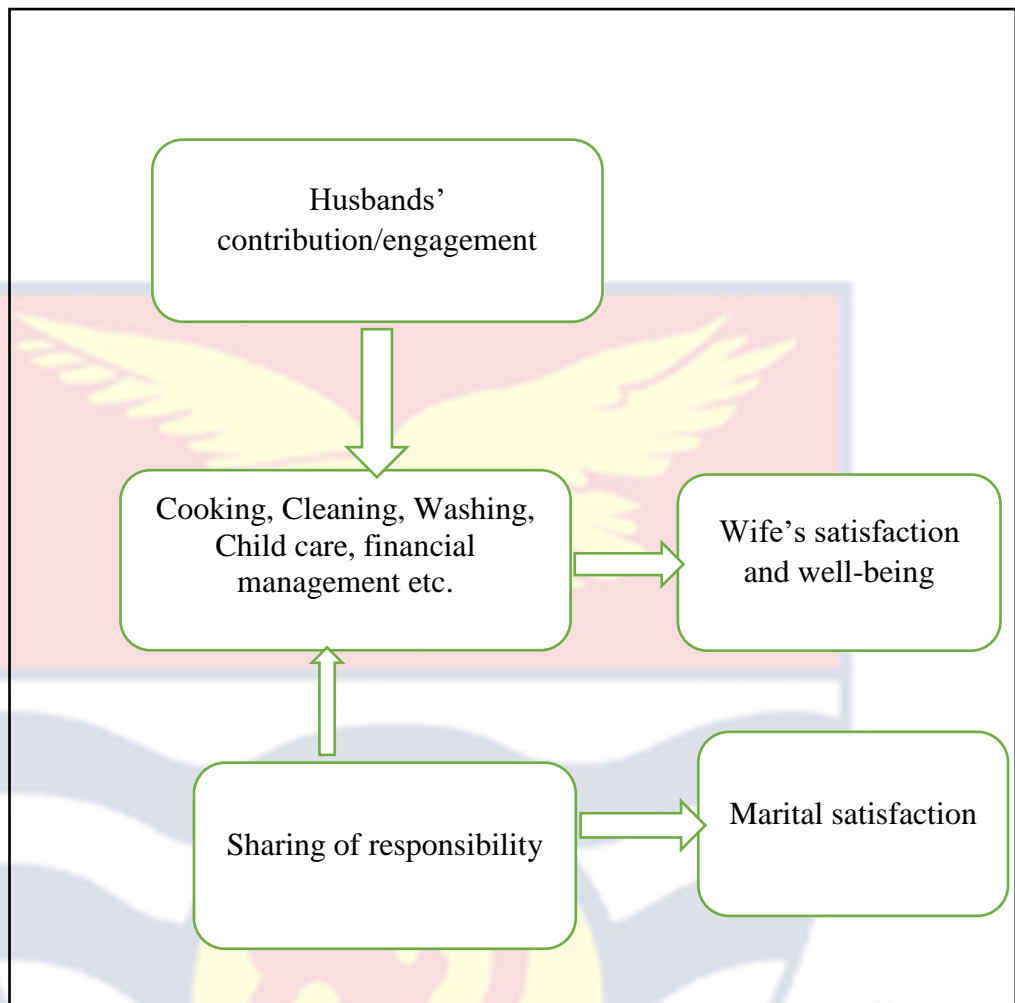 Husbands’
contribution/engagement
Cooking, Cleaning, Washing,
Child care, financial
management etc.
Wife’s satisfaction
and well-being
Sharing of responsibility
Marital satisfaction